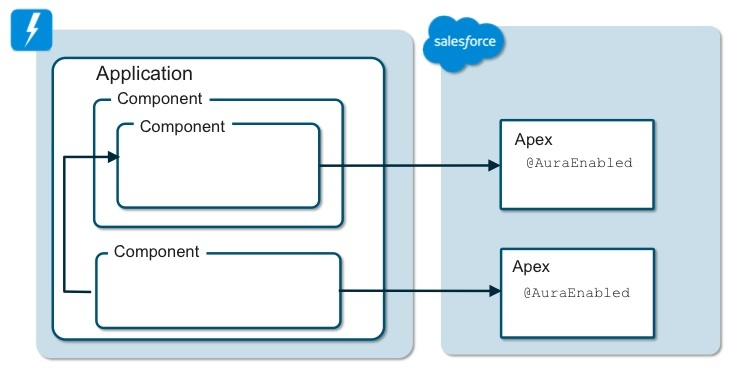 salesforce
Application
Component
Component
Component
Apex
@AuraEnabled
Apex
@AuraEnabled